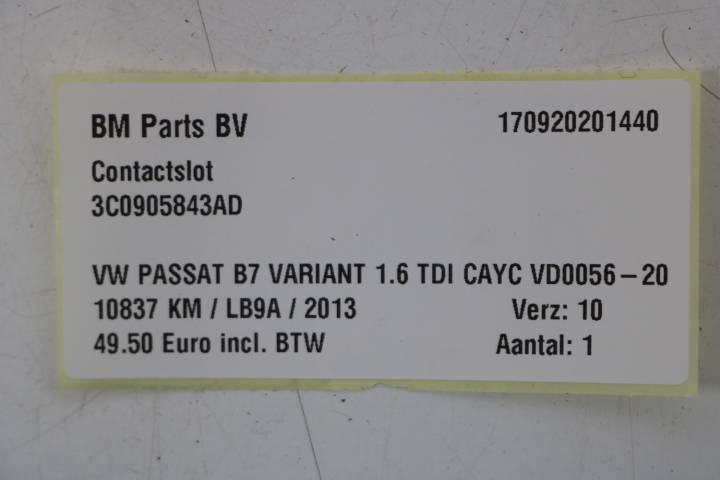 BM Parts BV 170920201440
Contactslot
3C0905843AD
VW PASSAT B7 VARIANT 1.6 TDI CAYC VD0056-20
10837 KM / LB9A / 2013 Verz: 10
49.50 Euro incl. BTW Aantal: 1